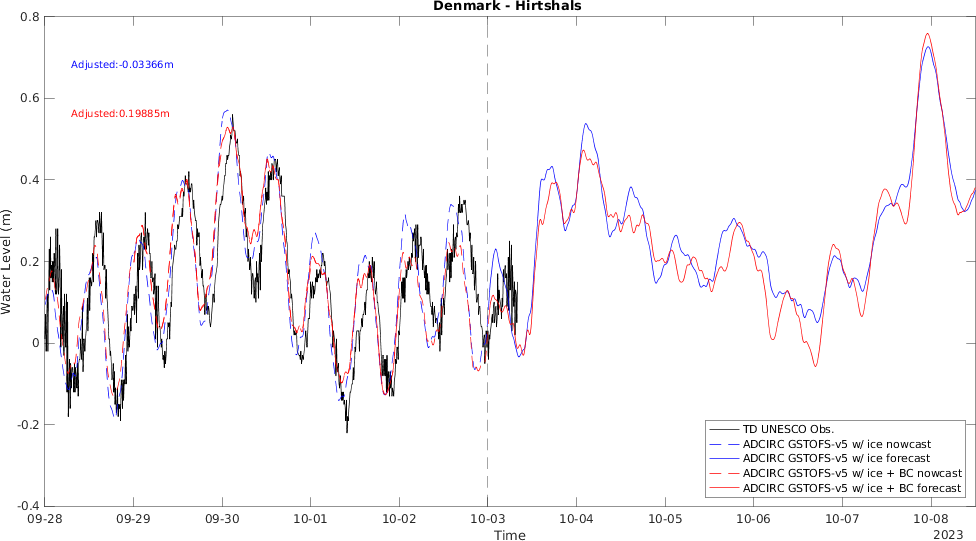 Denmark - Hirtshals
0.8
Adjusted:-0.03366m
0.6
Adjusted:0.19885m
0.4
Water Level (m)
0.2
0
-0.2
TD UNESCO Obs.
ADCIRC GSTOFS-v5 w/ ice nowcast
ADCIRC GSTOFS-v5 w/ ice forecast
ADCIRC GSTOFS-v5 w/ ice + BC nowcast
ADCIRC GSTOFS-v5 w/ ice + BC forecast
-0.4
09-28 09-29 09-30 10-01 10-02 10-03 10-04 10-05 10-06 10-07 10-08
Time
2023